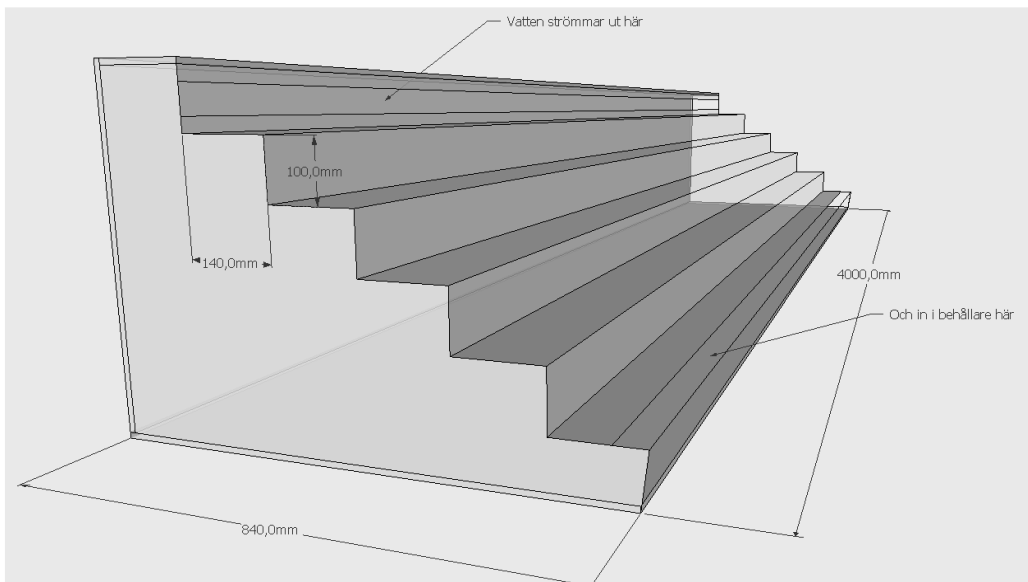 Vatten strömmar ut här
100,0mm
140,0mm
4000,0mm
Och in i behållare här
840,0mm